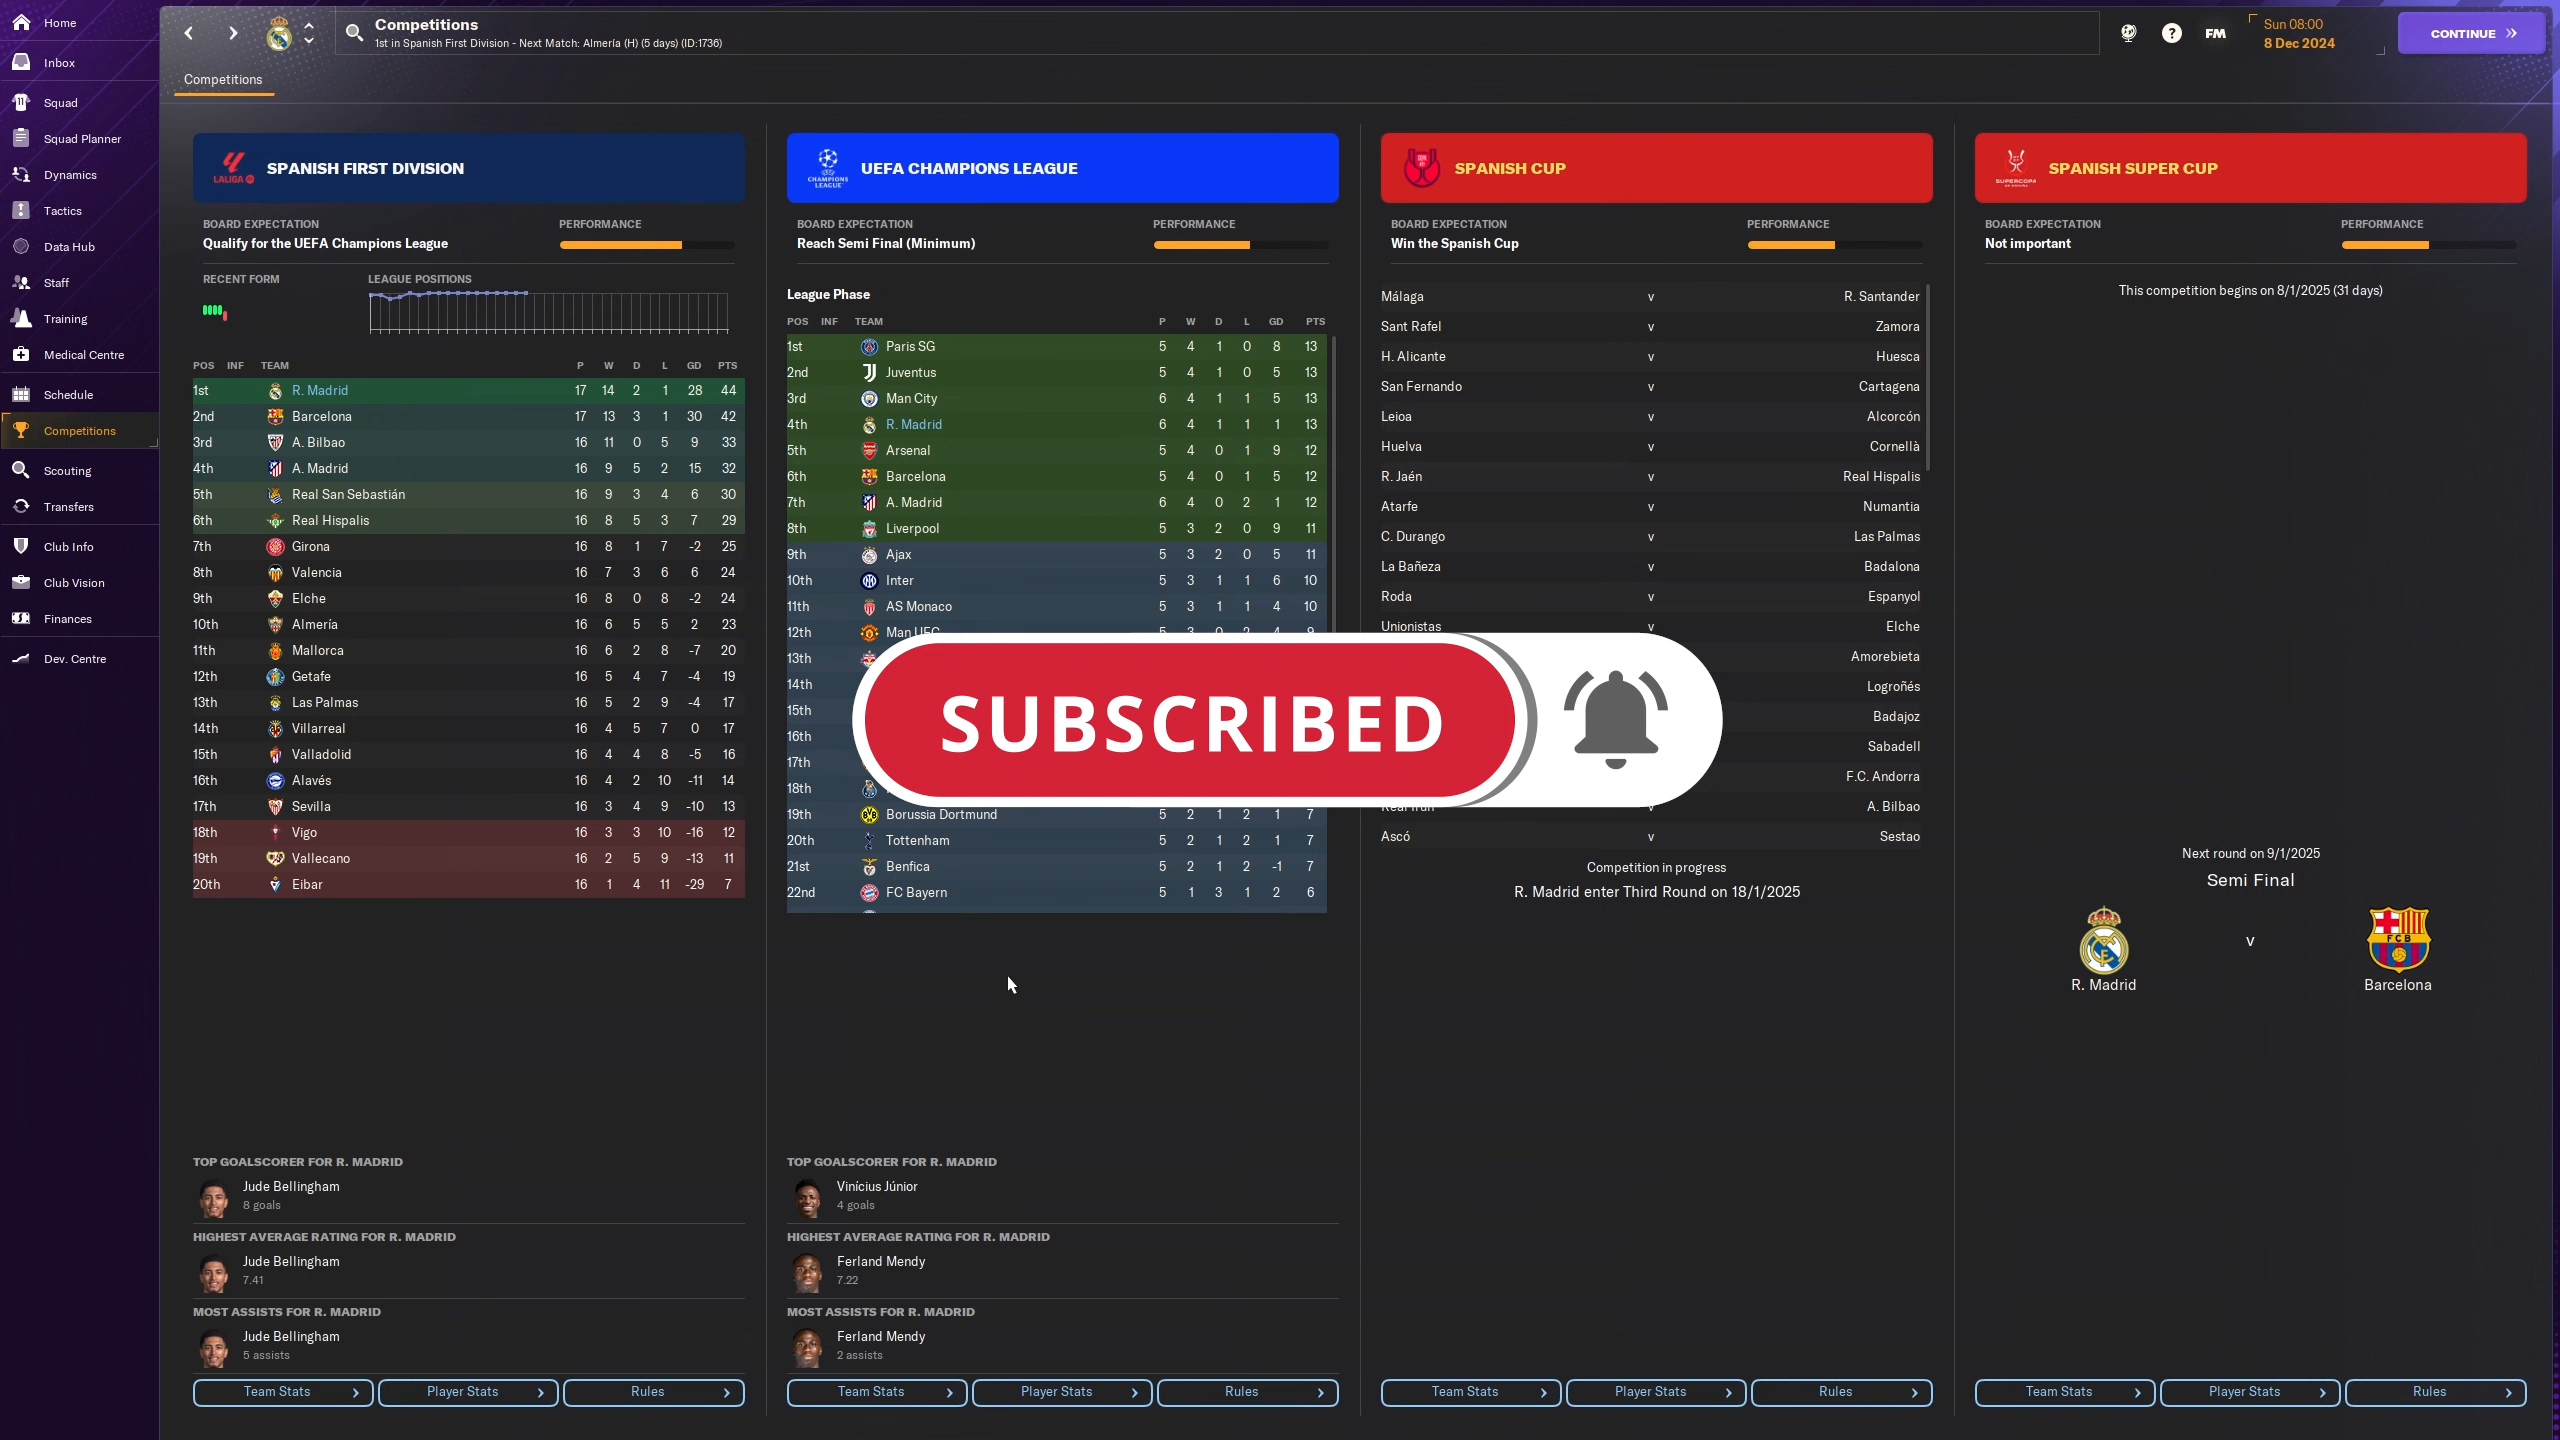 Home
Inbox
Squad
Squad Planner
Dynamics
Tactics
Data Hub
Staff
Training
Medical Centre
Schedule
Competitions
Scouting
Transfers
Club Info
Club Vision
Finances
Dev. Centre
Competitions
1st in Spanish First Division - Next Match: Almería (H) (5 days) (ID:1736)
FM
Sun 08:00
8 Dec 2024
CONTINUE
Competitions
LALIGA
SPANISH FIRST DIVISION
BOARD EXPECTATION PERFORMANCE
Qualify for the UEFA Champions League
RECENT FORM LEAGUE POSITIONS
POS INF TEAM P W D L GD PTS
1st R. Madrid 17 14 2 1 28 44
2nd Barcelona 17 13 3 1 30 42
3rd A. Bilbao 16 11 0 5 9 33
4th A. Madrid 16 9 5 2 15 32
5th Real San Sebastián 16 9 3 4 6 30
6th Real Hispalis 16 8 5 3 7 29
7th Girona 16 8 1 7 -2 25
8th Valencia 16 7 3 6 6 24
9th Elche 16 8 0 8 -2 24
10th Almería 16 6 5 5 2 23
11th Mallorca 16 6 2 8 -7 20
12th Getafe 16 5 4 7 -4 19
13th Las Palmas 16 5 2 9 -4 17
14th Villarreal 16 4 5 7 0 17
15th Valladolid 16 4 4 8 -5 16
16th Alavés 16 4 2 10 -11 14
17th Sevilla 16 3 4 9 -10 13
18th Vigo 16 3 3 10 -16 12
19th Vallecano 16 2 5 9 -13 11
20th Eibar 16 1 4 11 -29 7
TOP GOALSCORER FOR R. MADRID
Jude Bellingham
8 goals
HIGHEST AVERAGE RATING FOR R. MADRID
Jude Bellingham
7.41
MOST ASSISTS FOR R. MADRID
Jude Bellingham
5 assists
Team Stats Player Stats Rules
CHAMPIONS LEAGUE
UEFA CHAMPIONS LEAGUE
BOARD EXPECTATION PERFORMANCE
Reach Semi Final (Minimum)
League Phase
POS INF TEAM P W D L GD PTS
1st Paris SG 5 4 1 0 8 13
2nd Juventus 5 4 1 0 5 13
3rd Man City 6 4 1 1 5 13
4th R. Madrid 6 4 1 1 1 13
5th Arsenal 5 4 0 1 9 12
6th Barcelona 5 4 0 1 5 12
7th A. Madrid 6 4 0 2 1 12
8th Liverpool 5 3 2 0 9 11
9th Ajax 5 3 2 0 5 11
10th Inter 5 3 1 1 6 10
11th AS Monaco 5 3 1 1 4 10
12th Man UFC 5 3 0 2 4 9
13th
14th
15th
16th
17th
18th
19th Borussia Dortmund 5 2 1 2 1 7
20th Tottenham 5 2 1 2 1 7
21st Benfica 5 2 1 2 -1 7
22nd FC Bayern 5 1 3 1 2 6
SUBSCRIBED
TOP GOALSCORER FOR R. MADRID
Vinícius Júnior
4 goals
HIGHEST AVERAGE RATING FOR R. MADRID
Ferland Mendy
7.22
MOST ASSISTS FOR R. MADRID
Ferland Mendy
2 assists
Team Stats Player Stats Rules
SPANISH CUP
BOARD EXPECTATION PERFORMANCE
Win the Spanish Cup
Málaga v R. Santander
Sant Rafel v Zamora
H. Alicante v Huesca
San Fernando v Cartagena
Leioa v Alcorcón
Huelva v Cornellà
R. Jaén v Real Hispalis
Atarfe v Numantia
C. Durango v Las Palmas
La Bañeza v Badalona
Roda v Espanyol
Unionistas v Elche
Amorebieta
Logroñés
Badajoz
Sabadell
F.C. Andorra
Real Irún v A. Bilbao
Ascó v Sestao
Competition in progress
R. Madrid enter Third Round on 18/1/2025
Team Stats Player Stats Rules
SUPERCOPA
SPANISH SUPER CUP
BOARD EXPECTATION PERFORMANCE
Not important
This competition begins on 8/1/2025 (31 days)
Next round on 9/1/2025
Semi Final
v
R. Madrid Barcelona
Team Stats Player Stats Rules